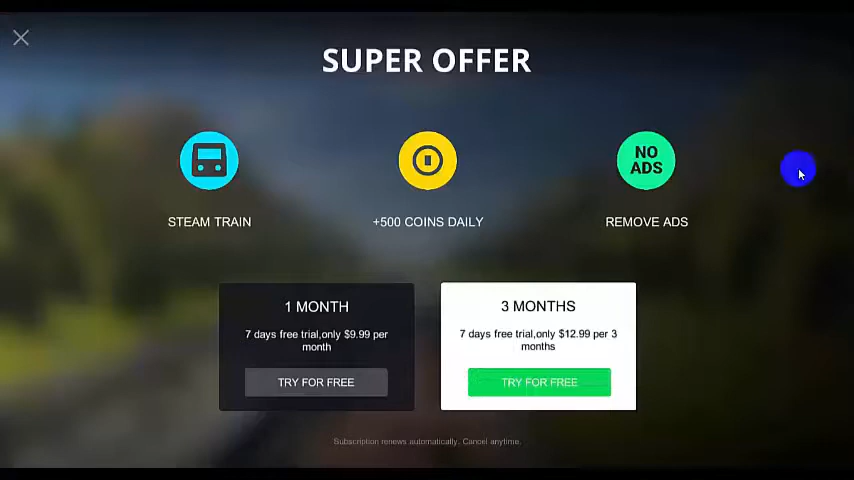 SUPER OFFER
NO
ADS
STEAM TRAIN
+500 COINS DAILY
REMOVE ADS
1 MONTH
7 days free trial,only $9.99 per
month
TRY FOR FREE
3 MONTHS
7 days free trial,only $12.99 per 3
months
TRY FOR FREE
Subscription renews automatically. Cancel anytime.